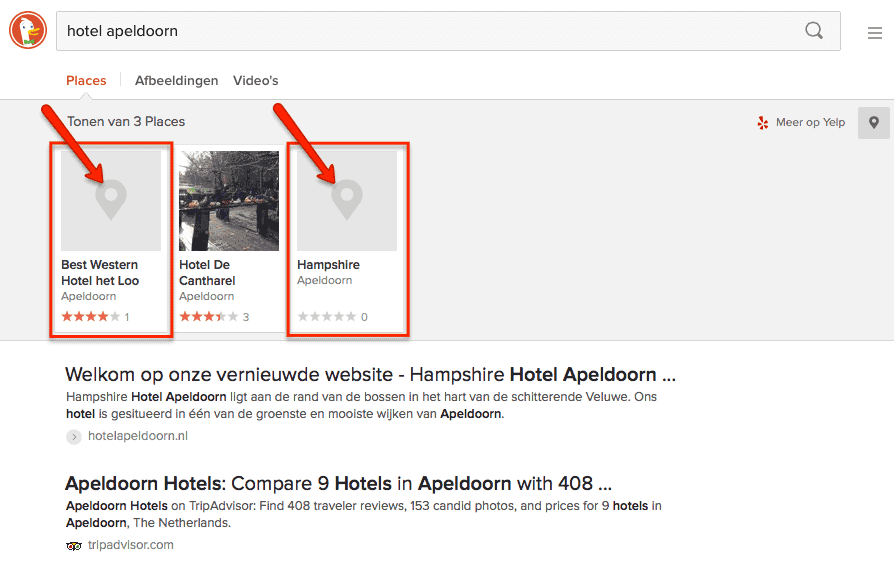 hotel apeldoorn
Places
Afbeeldingen
Video's
Tonen van 3 Places
Meer op Yelp
Best Western
Hotel het Loo
Apeldoorn
1
Hotel De
Cantharel
Apeldoorn
3
Hampshire
Apeldoorn
0
Welkom op onze vernieuwde website - Hampshire Hotel Apeldoorn ...
Hampshire Hotel Apeldoorn ligt aan de rand van de bossen in het hart van de schitterende Veluwe. Ons
hotel is gesitueerd in één van de groenste en mooiste wijken van Apeldoorn.
hotelapeldoorn.nl
Apeldoorn Hotels: Compare 9 Hotels in Apeldoorn with 408 ...
Apeldoorn Hotels on TripAdvisor: Find 408 traveler reviews, 153 candid photos, and prices for 9 hotels in
Apeldoorn, The Netherlands.
tripadvisor.com